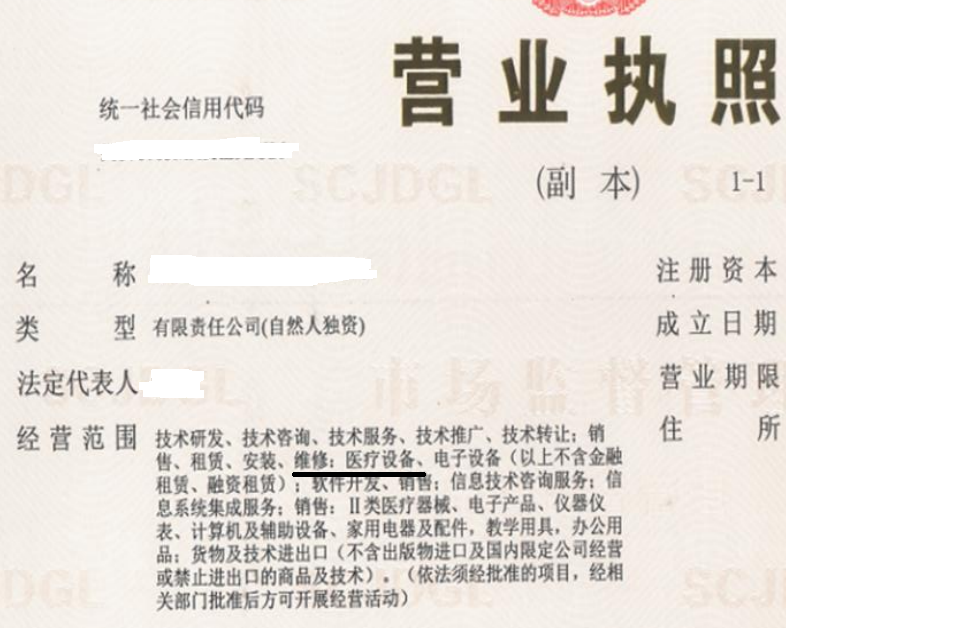 营业执照
统一社会信用代码
(副 本) 1-1
SCJDGL
名 称
注册资本
类 型 有限责任公司(自然人独资)
成立日期
市场监督管理
法定代表人
营业期限
经营范围
住 所
技术研发、技术咨询、技术服务、技术推广、技术转让；销
售、租赁、安装、维修：医疗设备、电子设备（以上不含金融
租赁、融资租赁）；软件开发、销售；信息技术咨询服务；信
息系统集成服务；销售：Ⅱ类医疗器械、电子产品、仪器仪
表、计算机及辅助设备、家用电器及配件，教学用具，办公用
品；货物及技术进出口（不含出版物进口及国内限定公司经营
或禁止进出口的商品及技术）。（依法须经批准的项目，经相
关部门批准后方可开展经营活动）